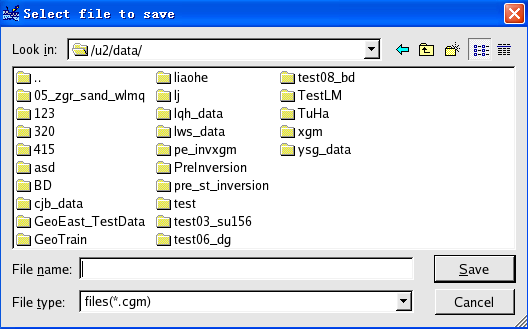 Select file to save
Look in: /u2/data/
..
05_zgr_sand_wlmq
123
320
415
asd
BD
cjb_data
GeoEast_TestData
GeoTrain
liaohe
lj
lqh_data
lws_data
pe_invxgm
PreInversion
pre_st_inversion
test
test03_su156
test06_dg
test08_bd
TestLM
TuHa
xgm
ysg_data
File name:
Save
File type: files(*.cgm)
Cancel